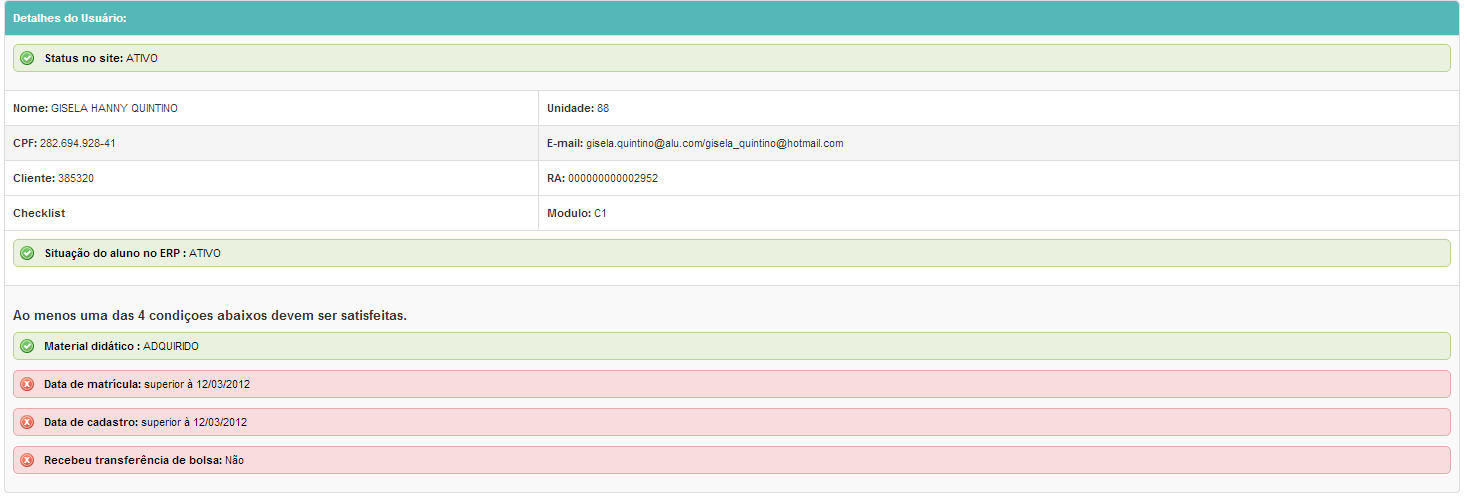 Detalhes do Usuário:
Status no site: ATIVO
Nome: GISELA HANNY QUINTINO
Unidade: 88
CPF: 282.694.928-41
E-mail: gisela.quintino@alu.com/gisela_quintino@hotmail.com
Cliente: 385320
RA: 000000000002952
Checklist
Modulo: C1
Situação do aluno no ERP : ATIVO
Ao menos uma das 4 condiçoes abaixos devem ser satisfeitas.
Material didático : ADQUIRIDO
Data de matrícula: superior à 12/03/2012
Data de cadastro: superior à 12/03/2012
Recebeu transferência de bolsa: Não